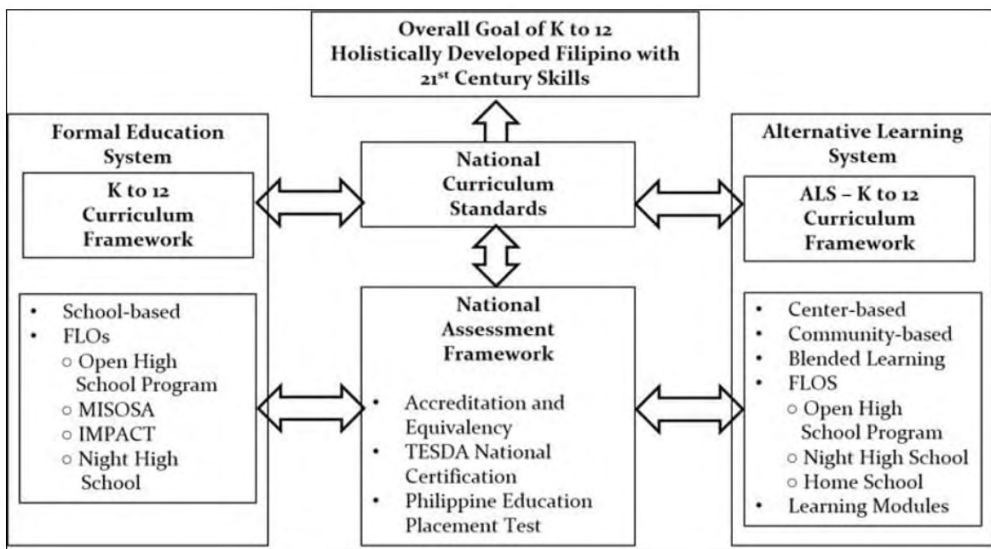 Overall Goal of K to 12
Holistically Developed Filipino with
21st Century Skills
Formal Education
System
K to 12
Curriculum
Framework
• School-based
• FLOs
○ Open High
School Program
○ MISOSA
○ IMPACT
○ Night High
School
National
Curriculum
Standards
National
Assessment
Framework
• Accreditation and
Equivalency
• TESDA National
Certification
• Philippine Education
Placement Test
Alternative Learning
System
ALS – K to 12
Curriculum
Framework
• Center-based
• Community-based
• Blended Learning
• FLOS
○ Open High
School Program
○ Night High School
○ Home School
• Learning Modules